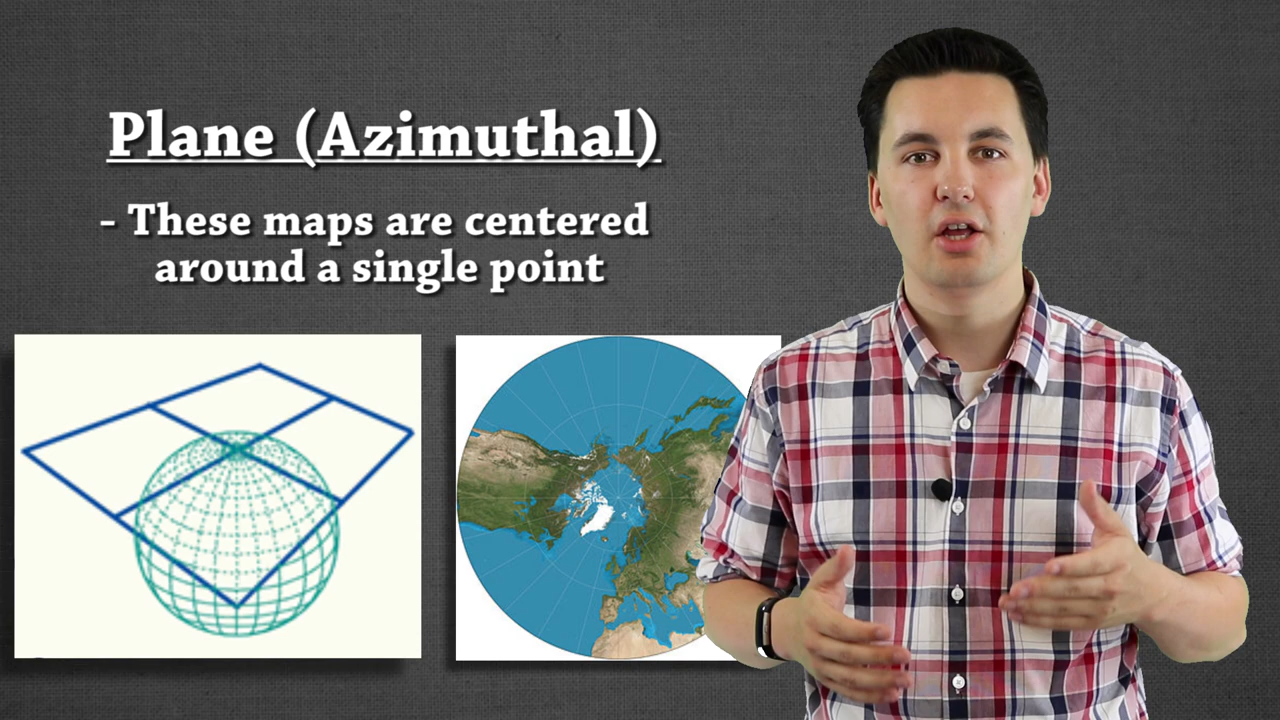 Plane (Azimuthal)
- These maps are centered
around a single point